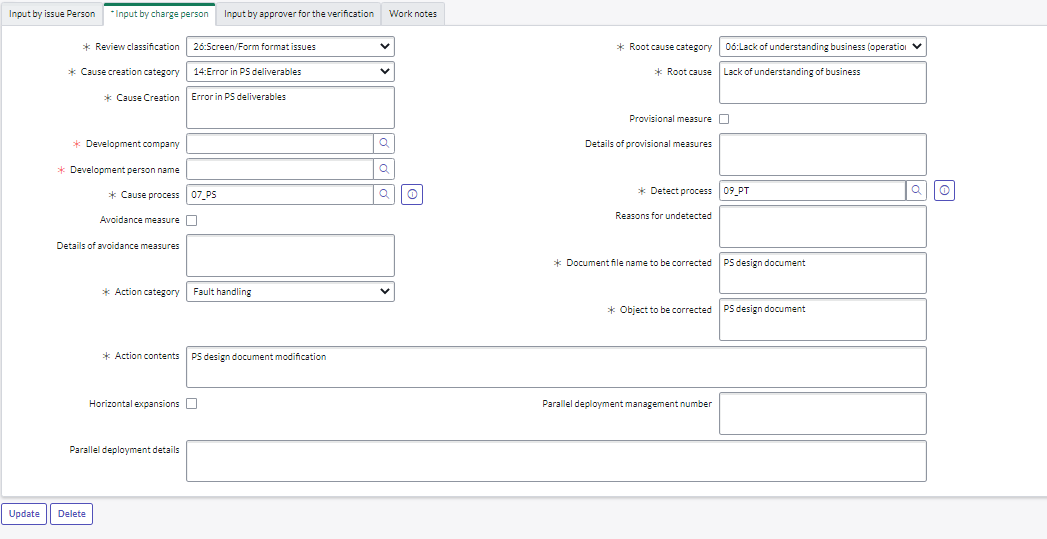 Input by issue Person
* Input by charge person
Input by approver for the verification
Work notes
* Review classification
26:Screen/Form format issues
* Root cause category
06:Lack of understanding business (operatio
* Cause creation category
14:Error in PS deliverables
* Root cause
Lack of understanding of business
* Cause Creation
Error in PS deliverables
Provisional measure
* Development company
Details of provisional measures
* Development person name
* Cause process
07_PS
* Detect process
09_PT
Avoidance measure
Reasons for undetected
Details of avoidance measures
* Document file name to be corrected
PS design document
* Action category
Fault handling
* Object to be corrected
PS design document
* Action contents
PS design document modification
Horizontal expansions
Parallel deployment management number
Parallel deployment details
Update
Delete